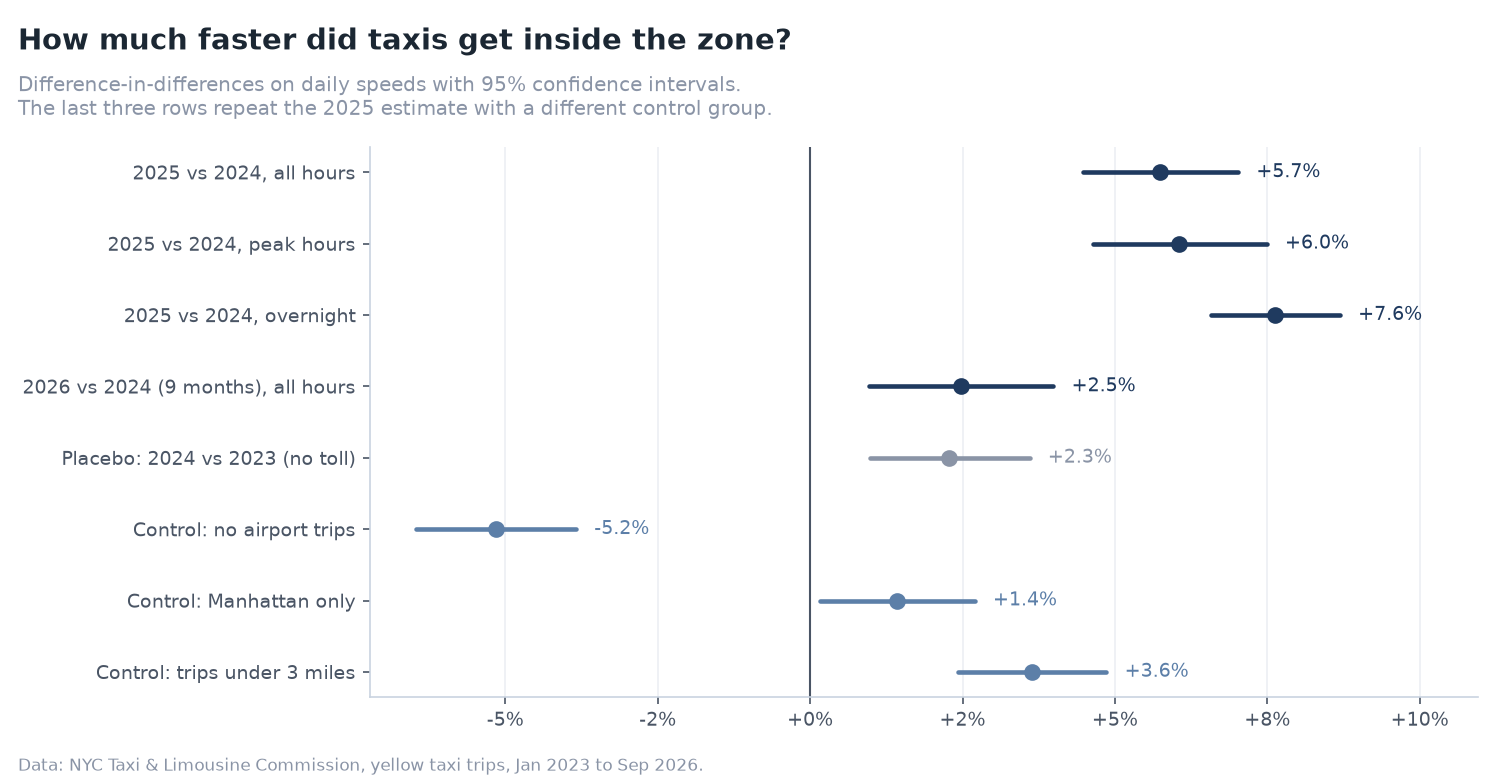 How much faster did taxis get inside the zone?
Difference-in-differences on daily speeds with 95% confidence intervals.
The last three rows repeat the 2025 estimate with a different control group.
2025 vs 2024, all hours
+5.7%
2025 vs 2024, peak hours
+6.0%
2025 vs 2024, overnight
+7.6%
2026 vs 2024 (9 months), all hours
+2.5%
Placebo: 2024 vs 2023 (no toll)
+2.3%
Control: no airport trips
-5.2%
Control: Manhattan only
+1.4%
Control: trips under 3 miles
+3.6%
-5% -2% +0% +2% +5% +8% +10%
Data: NYC Taxi & Limousine Commission, yellow taxi trips, Jan 2023 to Sep 2026.